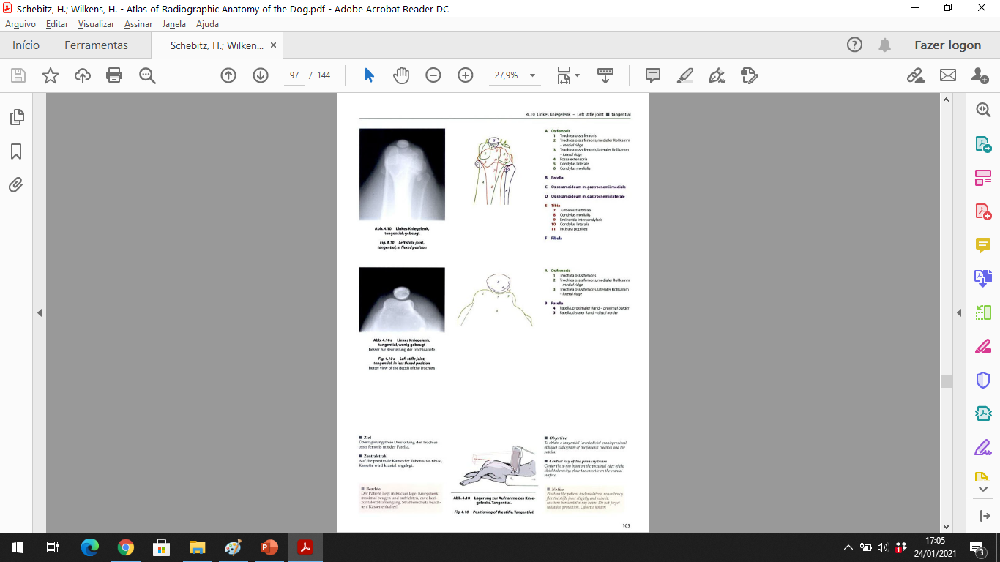 Schebitz, H.; Wilkens, H. - Atlas of Radiographic Anatomy of the Dog.pdf - Adobe Acrobat Reader DC
Arquivo Editar Visualizar Assinar Janela Ajuda
Início Ferramentas Schebitz, H.; Wilken... × Fazer logon
97 / 144 27,9%
4.10 Linkes Kniegelenk – Left stifle joint ■ tangential
A Os femoris
1 Trochlea ossis femoris
2 Trochlea ossis femoris, medialer Rollkamm
– medial ridge
3 Trochlea ossis femoris, lateraler Rollkamm
– lateral ridge
4 Fossa extensoria
5 Condylus lateralis
6 Condylus medialis
B Patella
C Os sesamoideum m. gastrocnemii mediale
D Os sesamoideum m. gastrocnemii laterale
E Tibia
7 Turberositas tibiae
8 Condylus medialis
9 Eminentia intercondylaris
10 Condylus lateralis
11 Incisura poplitea
F Fibula
Abb. 4.10 Linkes Kniegelenk,
tangential, gebeugt
Fig. 4.10 Left stifle joint,
tangential, in flexed position
A Os femoris
1 Trochlea ossis femoris
2 Trochlea ossis femoris, medialer Rollkamm
– medial ridge
3 Trochlea ossis femoris, lateraler Rollkamm
– lateral ridge
B Patella
4 Patella, proximaler Rand – proximal border
5 Patella, distaler Rand – distal border
Abb. 4.10 a Linkes Kniegelenk,
tangential, wenig gebeugt
besser zur Beurteilung der Trochleatiefe
Fig. 4.10 a Left stifle joint,
tangential, in less flexed position
better view of the depth of the Trochlea
■ Ziel
Überlagerungsfreie Darstellung der Trochlea
ossis femoris mit der Patella.
■ Zentralstrahl
Auf die proximale Kante der Tuberositas tibiae,
Kassette wird kranial angelegt.
■ Beachte
Der Patient liegt in Rückenlage, Kniegelenk
maximal beugen und aufrichten, cave hori-
zontaler Strahlengang, Strahlenschutz beach-
ten! Kassettenhalter!
Abb. 4.10 Lagerung zur Aufnahme des Knie-
gelenks. Tangential.
Fig. 4.10 Positioning of the stifle. Tangential.
■ Objective
To obtain a tangential (craniodistal-cranioproximal
oblique) radiograph of the femoral trochlea and the
patella.
■ Central ray of the primary beam
Center the x-ray beam on the proximal edge of the
tibial tuberosity; place the cassette on the cranial
surface.
■ Notice
Position the patient in dorsolateral recumbency,
flex the stifle joint slightly and raise it;
caution: horizontal x-ray beam. Do not forget
radiation protection. Cassette holder!
105
17:05
24/01/2021
1
3